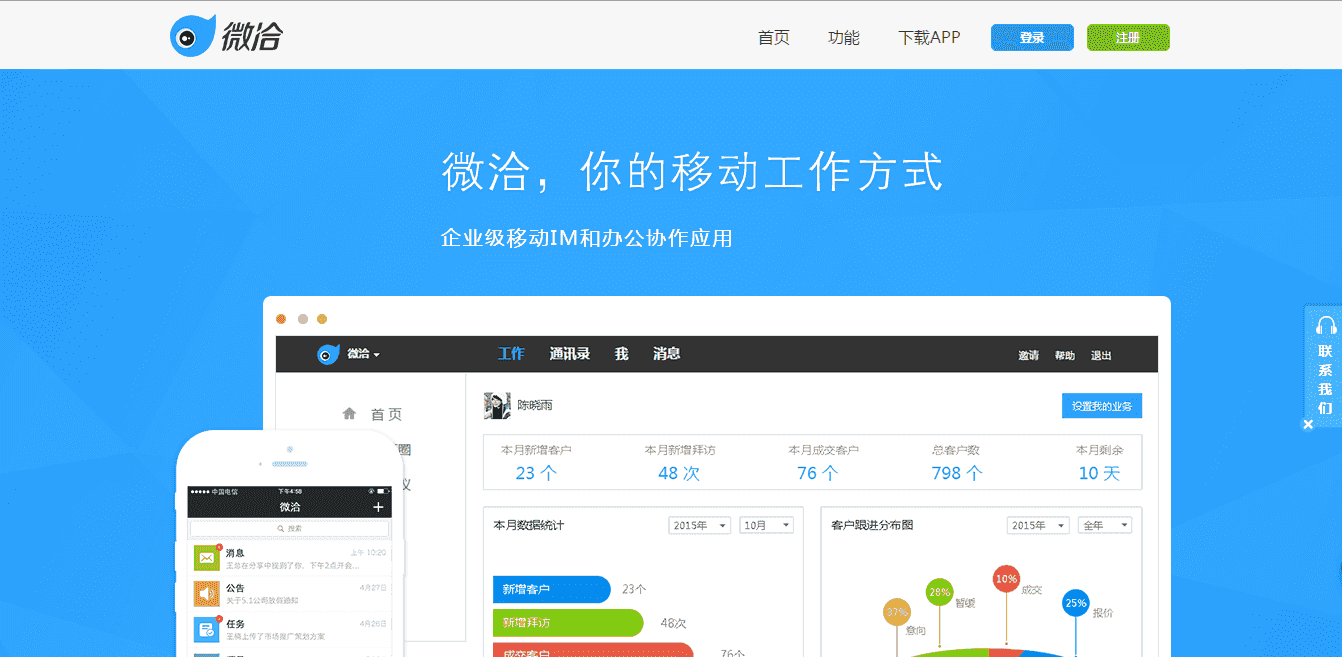 微洽
首页 功能 下载APP 登录 注册
微洽，你的移动工作方式
企业级移动IM和办公协作应用
联系我们
微洽 工作 通讯录 我 消息 邀请 帮助 退出
首页
圈
议
陈晓雨 设置我的业务
本月新增客户 本月新增拜访 本月成交客户 总客户数 本月剩余
23 个 48 次 76 个 798 个 10 天
本月数据统计 2015年 10月
客户跟进分布图 2015年 全年
新增客户 23个
新增拜访 48次
成交客户 76个
37% 意向
28% 暂缓
10% 成交
25% 报价
中国电信 下午4:58
微洽 +
搜索
消息 上午 10:20
王总在分享中提到了你，下午2点开会...
公告 4月27日
关于5.1公司放假通知
任务 4月26日
王楠上传了市场推广策划方案